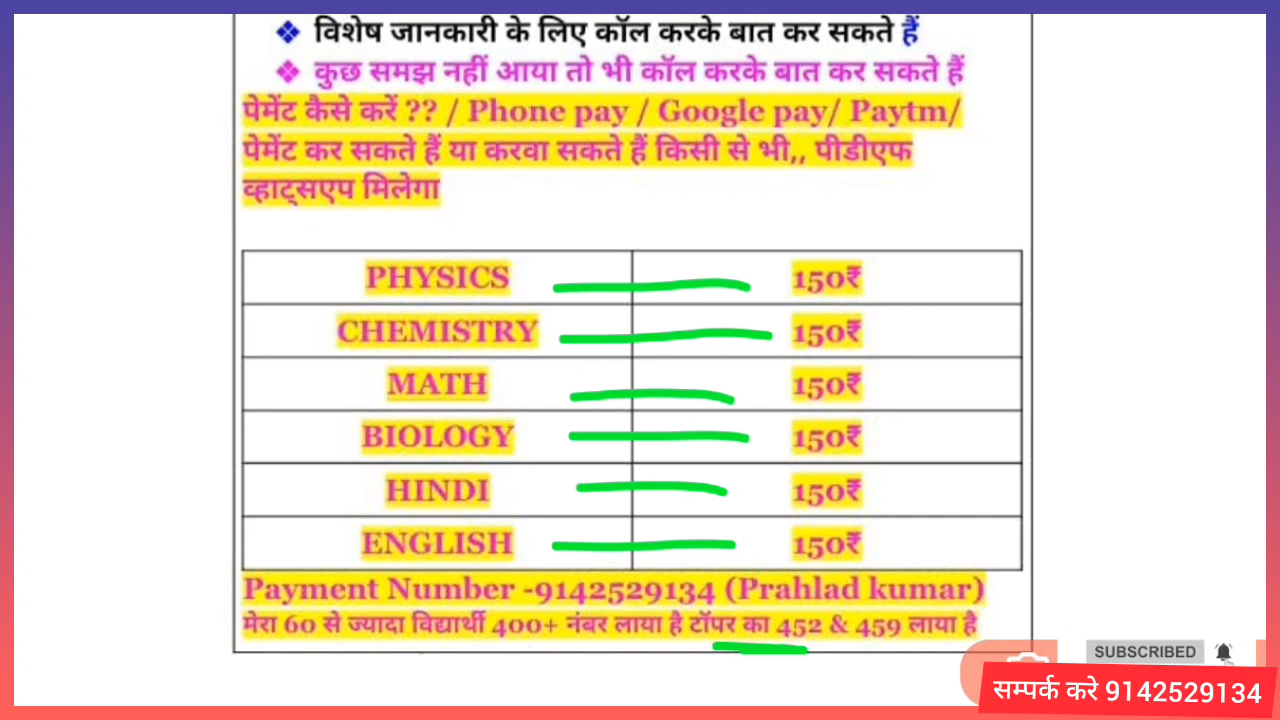 ❖ विशेष जानकारी के लिए कॉल करके बात कर सकते हैं
❖ कुछ समझ नहीं आया तो भी कॉल करके बात कर सकते हैं
पेमेंट कैसे करें ?? / Phone pay / Google pay/ Paytm/
पेमेंट कर सकते हैं या करवा सकते हैं किसी से भी,, पीडीएफ
व्हाट्सएप मिलेगा
PHYSICS 150₹
CHEMISTRY 150₹
MATH 150₹
BIOLOGY 150₹
HINDI 150₹
ENGLISH 150₹
Payment Number -9142529134 (Prahlad kumar)
मेरा 60 से ज्यादा विद्यार्थी 400+ नंबर लाया है टॉपर का 452 & 459 लाया है
SUBSCRIBED
सम्पर्क करे 9142529134